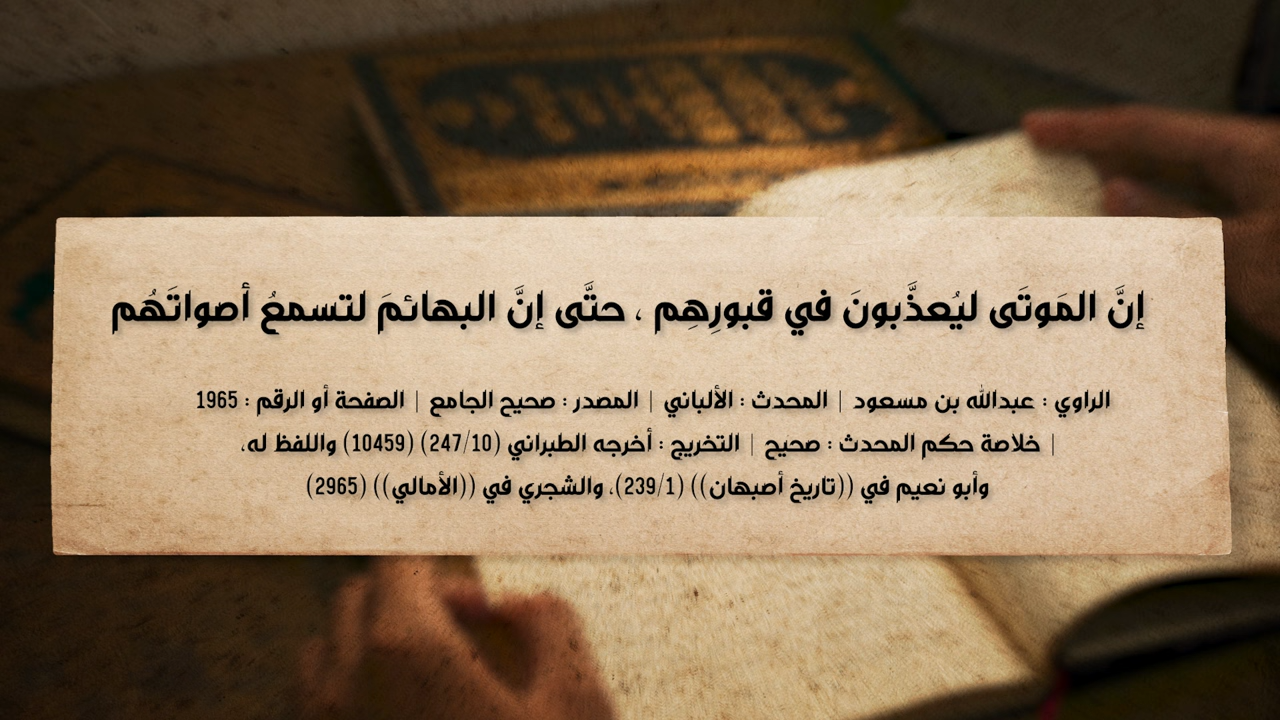 إنَّ المَوتَى ليُعذَّبونَ في قبورِهِم ، حتَّى إنَّ البهائمَ لتسمعُ أصواتَهُم
الراوي : عبدالله بن مسعود | المحدث : الألباني | المصدر : صحيح الجامع | الصفحة أو الرقم : 1965
| خلاصة حكم المحدث : صحيح | التخريج : أخرجه الطبراني (247/10) (10459) واللفظ له،
وأبو نعيم في ((تاريخ أصبهان)) (239/1)، والشجري في ((الأمالي)) (2965)